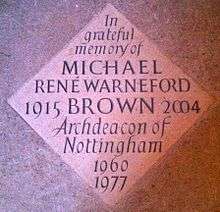 In
grateful
memory of
MICHAEL
RENÉ WARNEFORD
1915 BROWN 2004
Archdeacon of
Nottingham
1960
1977